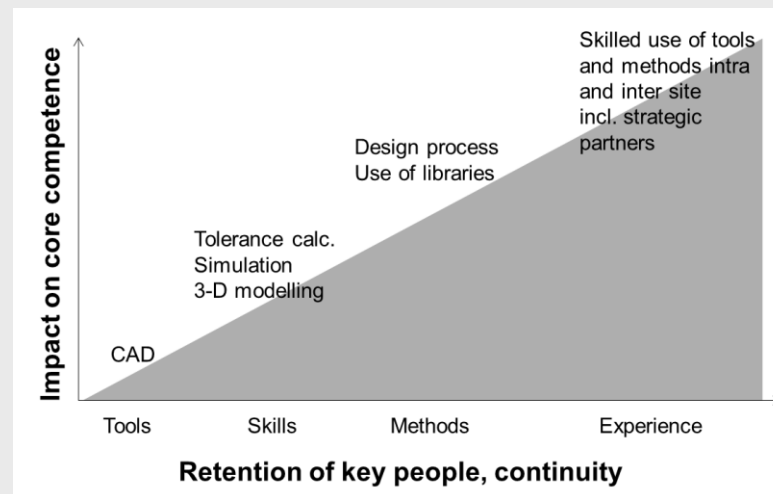 Impact on core competence
Skilled use of tools
and methods intra
and inter site
incl. strategic
partners
Design process
Use of libraries
Tolerance calc.
Simulation
3-D modelling
CAD
Tools
Skills
Methods
Experience
Retention of key people, continuity